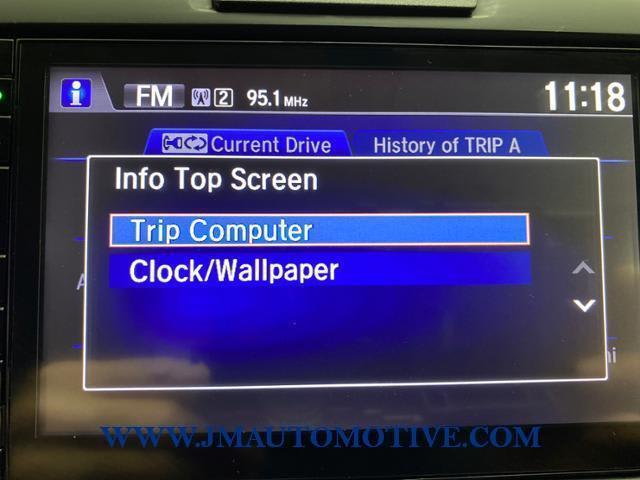 i FM 2 95.1 MHz 11:18
Current Drive History of TRIP A
Info Top Screen
Trip Computer
Clock/Wallpaper
WWW.JMAUTOMOTIVE.COM